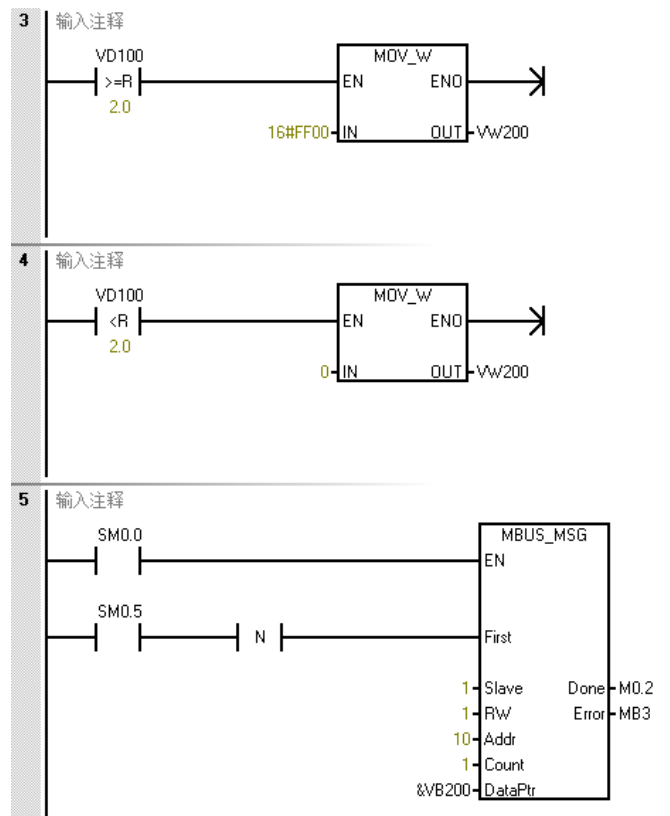 3 输入注释
VD100
>=R
2.0
MOV_W
EN ENO
16#FF00 IN OUT VW200
4 输入注释
VD100
<R
2.0
MOV_W
EN ENO
0 IN OUT VW200
5 输入注释
SM0.0
MBUS_MSG
EN
SM0.5
N
First
1 Slave Done M0.2
1 RW Error MB3
10 Addr
1 Count
&VB200 DataPtr